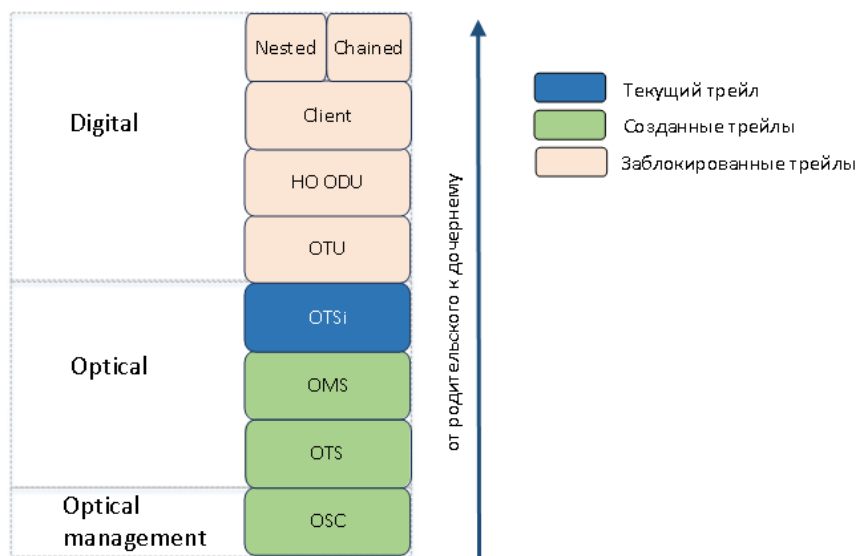 Nested Chained
Digital
Client
HO ODU
OTU
OTSi
Optical
OMS
OTS
Optical
management
OSC
от родительского к дочернему
Текущий трейл
Созданные трейлы
Заблокированные трейлы